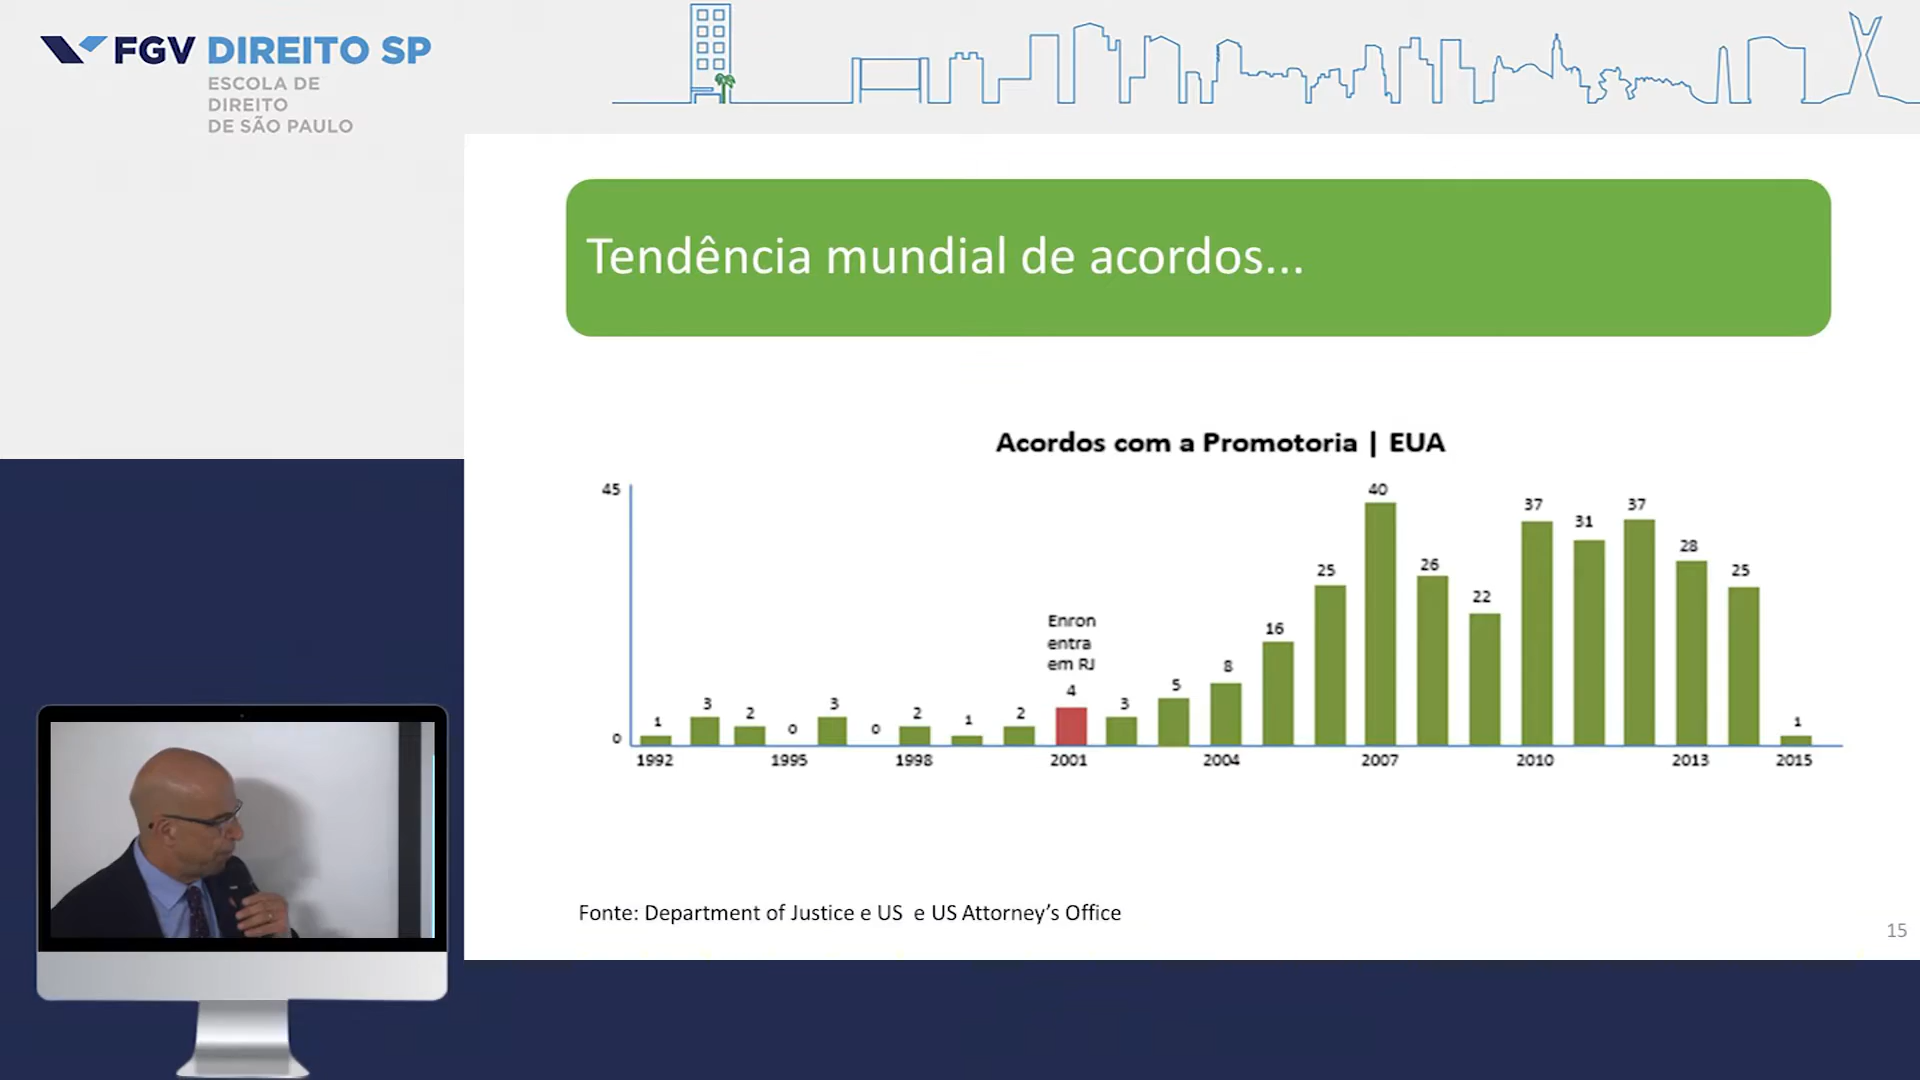 FGV DIREITO SP
ESCOLA DE
DIREITO
DE SÃO PAULO
Tendência mundial de acordos...
Acordos com a Promotoria | EUA
45
0
1
3
2
0
3
0
2
1
2
Enron
entra
em RJ
4
3
5
8
16
25
40
26
22
37
31
37
28
25
1
1992 1995 1998 2001 2004 2007 2010 2013 2015
Fonte: Department of Justice e US e US Attorney’s Office
15